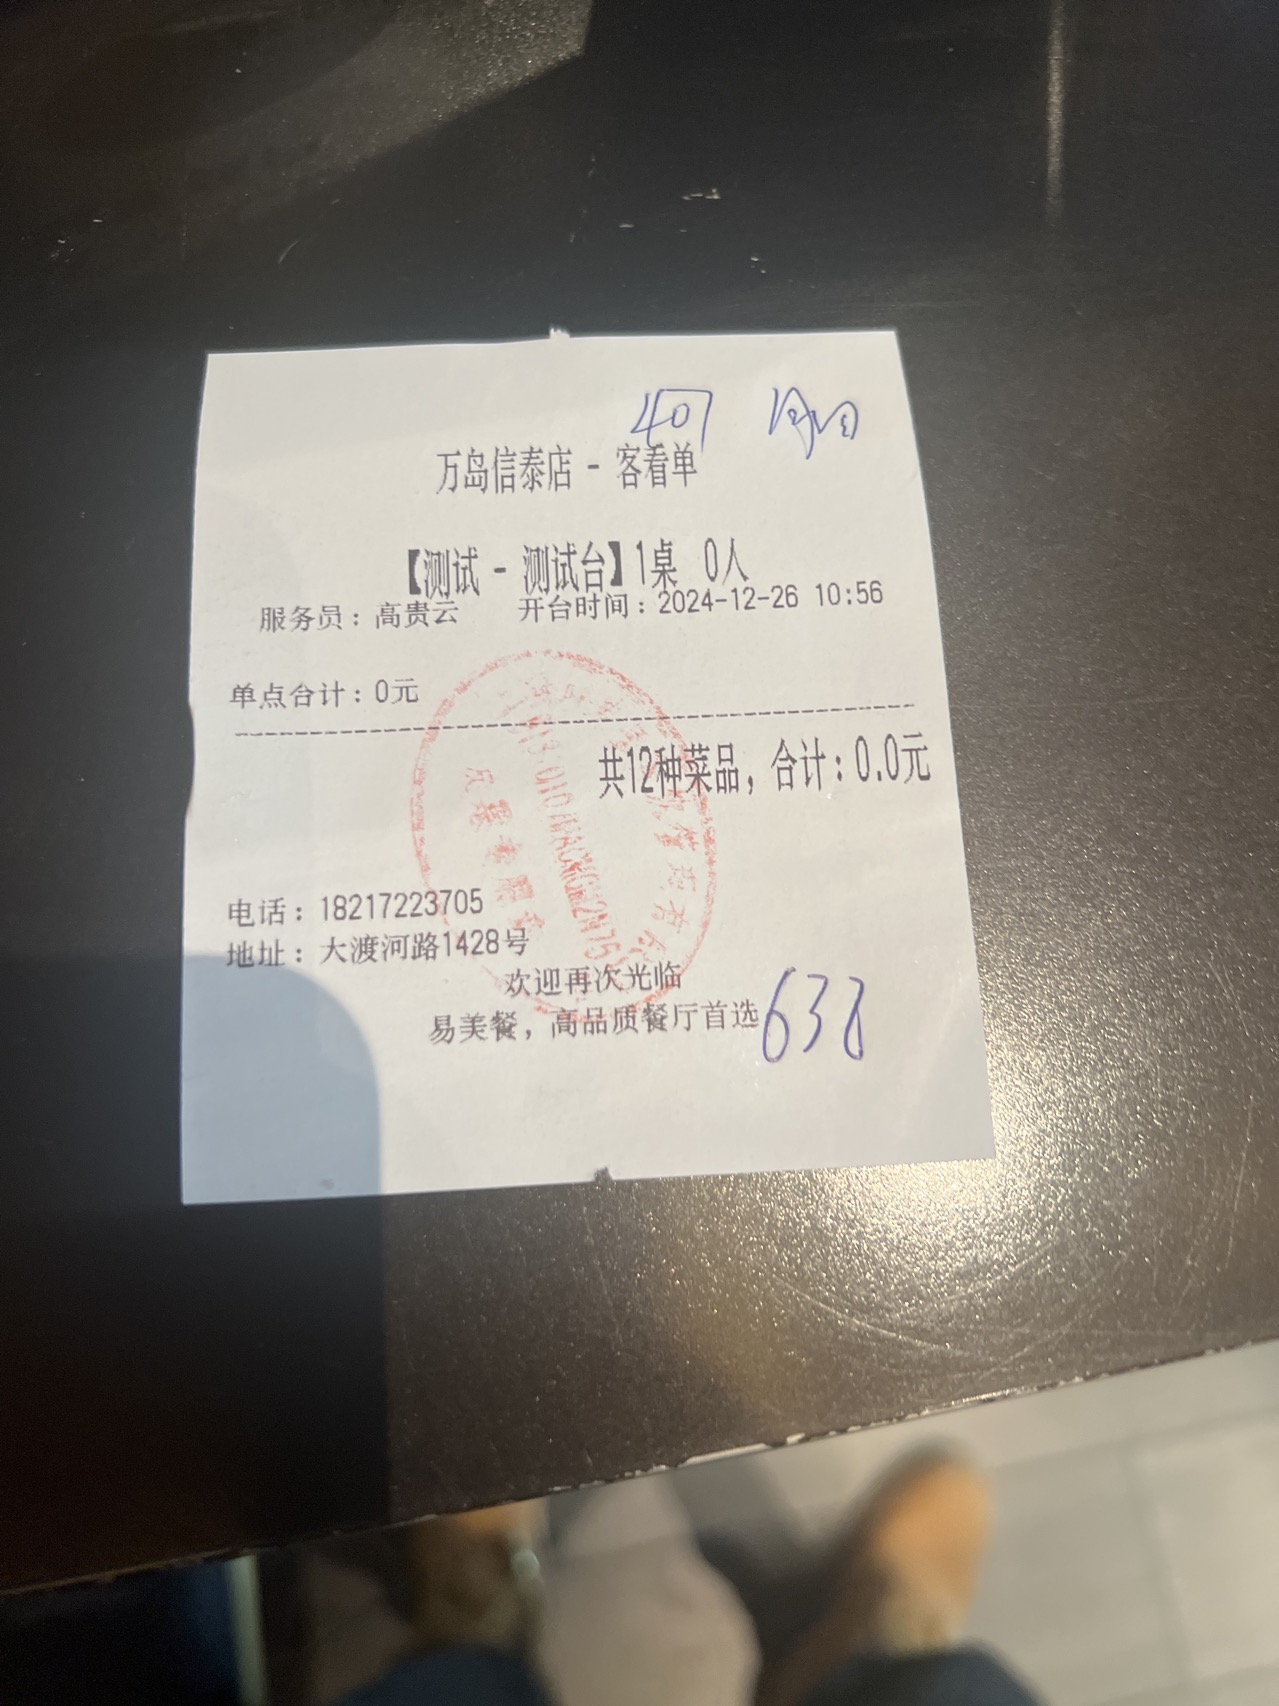 407
万岛信泰店 - 客看单
【测试 - 测试台】1桌 0人
服务员：高贵云 开台时间：2024-12-26 10:56
单点合计：0元
共12种菜品，合计：0.0元
电话：18217223705
地址：大渡河路1428号
欢迎再次光临
易美餐，高品质餐厅首选
638